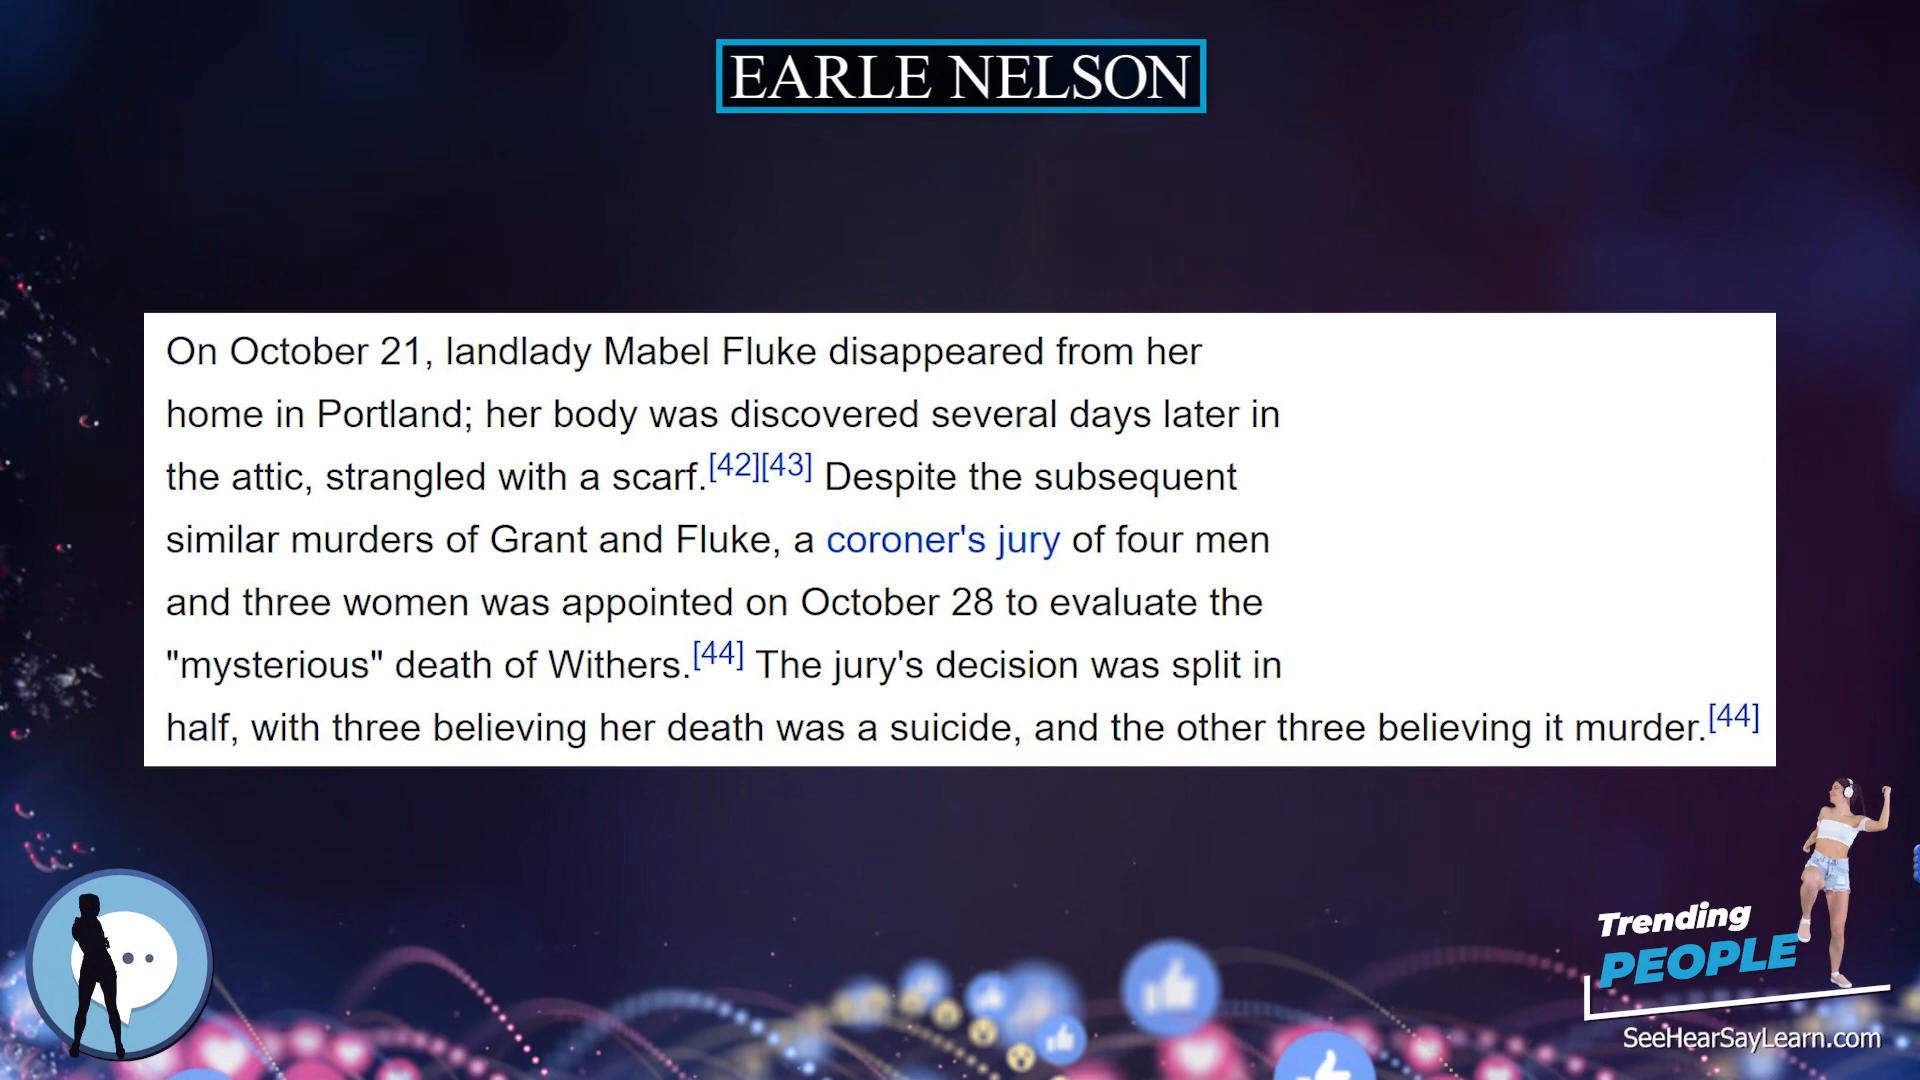 EARLE NELSON
On October 21, landlady Mabel Fluke disappeared from her
home in Portland; her body was discovered several days later in
the attic, strangled with a scarf.[42][43] Despite the subsequent
similar murders of Grant and Fluke, a coroner's jury of four men
and three women was appointed on October 28 to evaluate the
"mysterious" death of Withers.[44] The jury's decision was split in
half, with three believing her death was a suicide, and the other three believing it murder.[44]
Trending
PEOPLE
SeeHearSayLearn.com